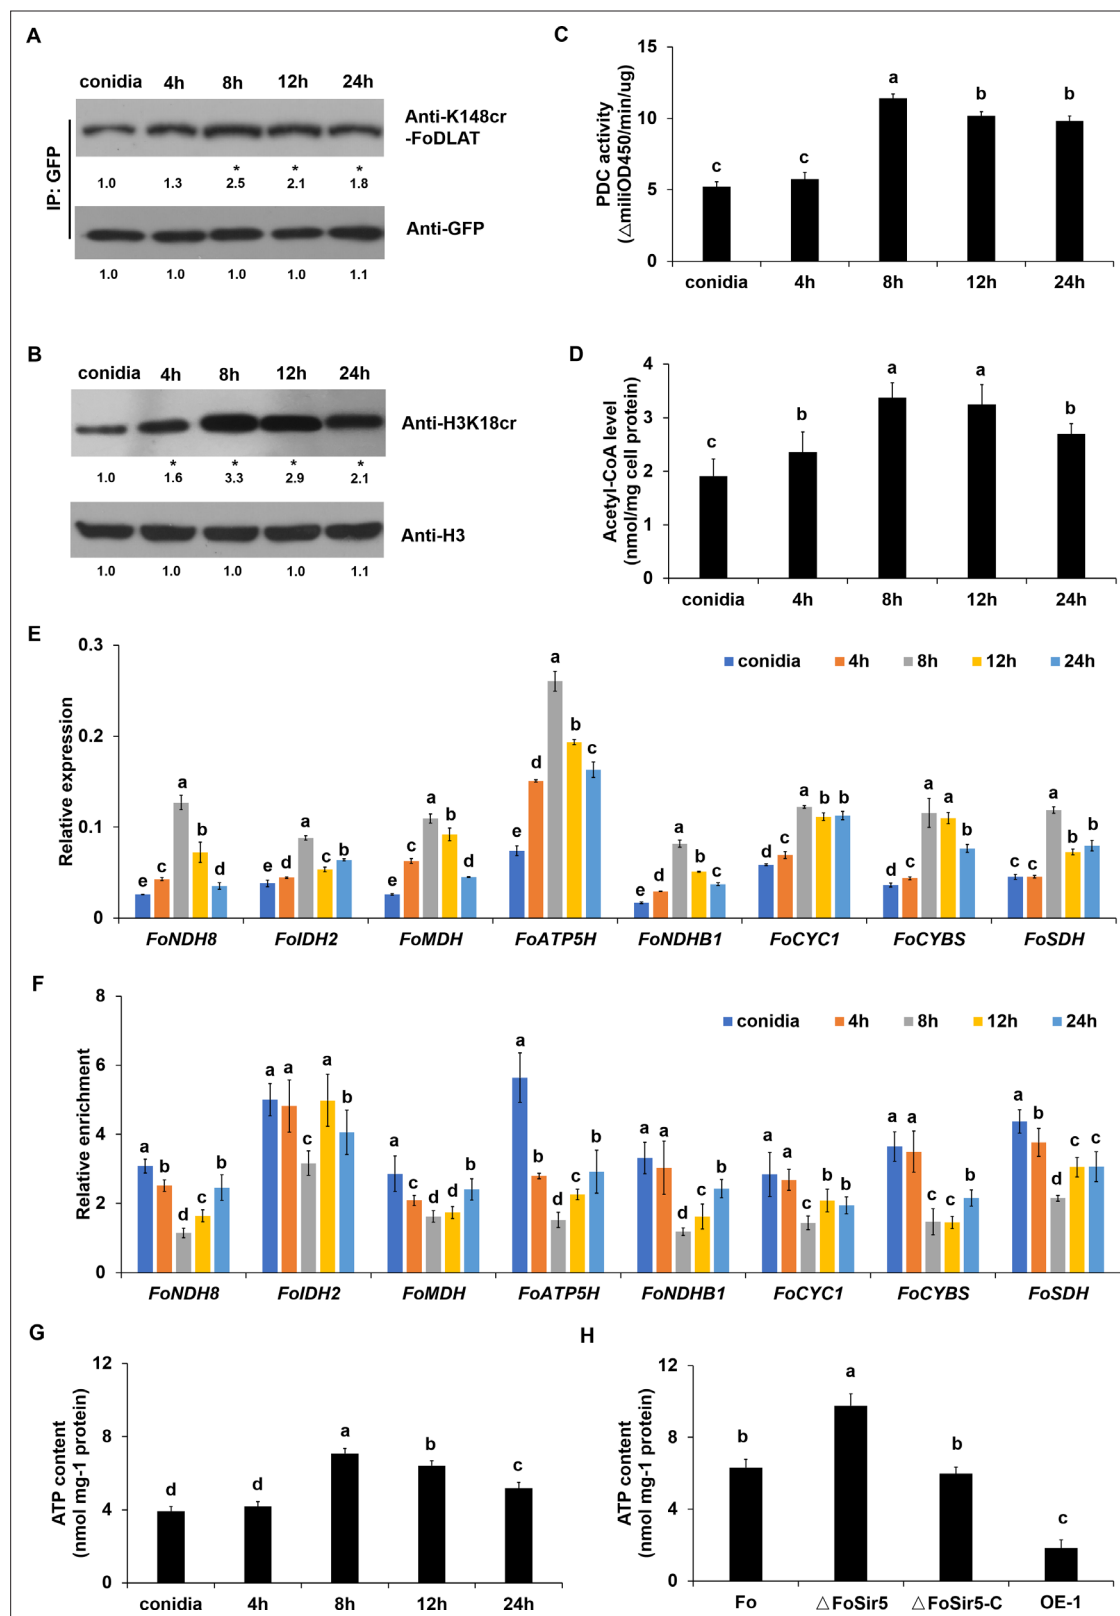 A
conidia 4h 8h 12h 24h
IP: GFP
Anti-K148cr
-FoDLAT
* * *
1.0 1.3 2.5 2.1 1.8
Anti-GFP
1.0 1.0 1.0 1.0 1.1
B
conidia 4h 8h 12h 24h
Anti-H3K18cr
* * * *
1.0 1.6 3.3 2.9 2.1
Anti-H3
1.0 1.0 1.0 1.0 1.1
C
PDC activity
(△miliOD450/min/ug)
15
10
5
0
c c a b b
conidia 4h 8h 12h 24h
D
Acetyl-CoA level
(nmol/mg cell protein)
4
3
2
1
0
c b a a b
conidia 4h 8h 12h 24h
E
Relative expression
0.3
0.2
0.1
0
conidia 4h 8h 12h 24h
e c a b d
e d a c b
e c a b d
e d a b c
e d a b c
d c a b b
d c a a b
c c a b b
FoNDH8 FoIDH2 FoMDH FoATP5H FoNDHB1 FoCYC1 FoCYBS FoSDH
F
Relative enrichment
8
6
4
2
0
conidia 4h 8h 12h 24h
a b d c b
a a c a b
a c d d b
a b d c b
a a d c b
a a c b b
a a c c b
a b d c c
FoNDH8 FoIDH2 FoMDH FoATP5H FoNDHB1 FoCYC1 FoCYBS FoSDH
G
ATP content
(nmol mg-1 protein)
12
8
4
0
d d a b c
conidia 4h 8h 12h 24h
H
ATP content
(nmol mg-1 protein)
12
8
4
0
b a b c
Fo △FoSir5 △FoSir5-C OE-1